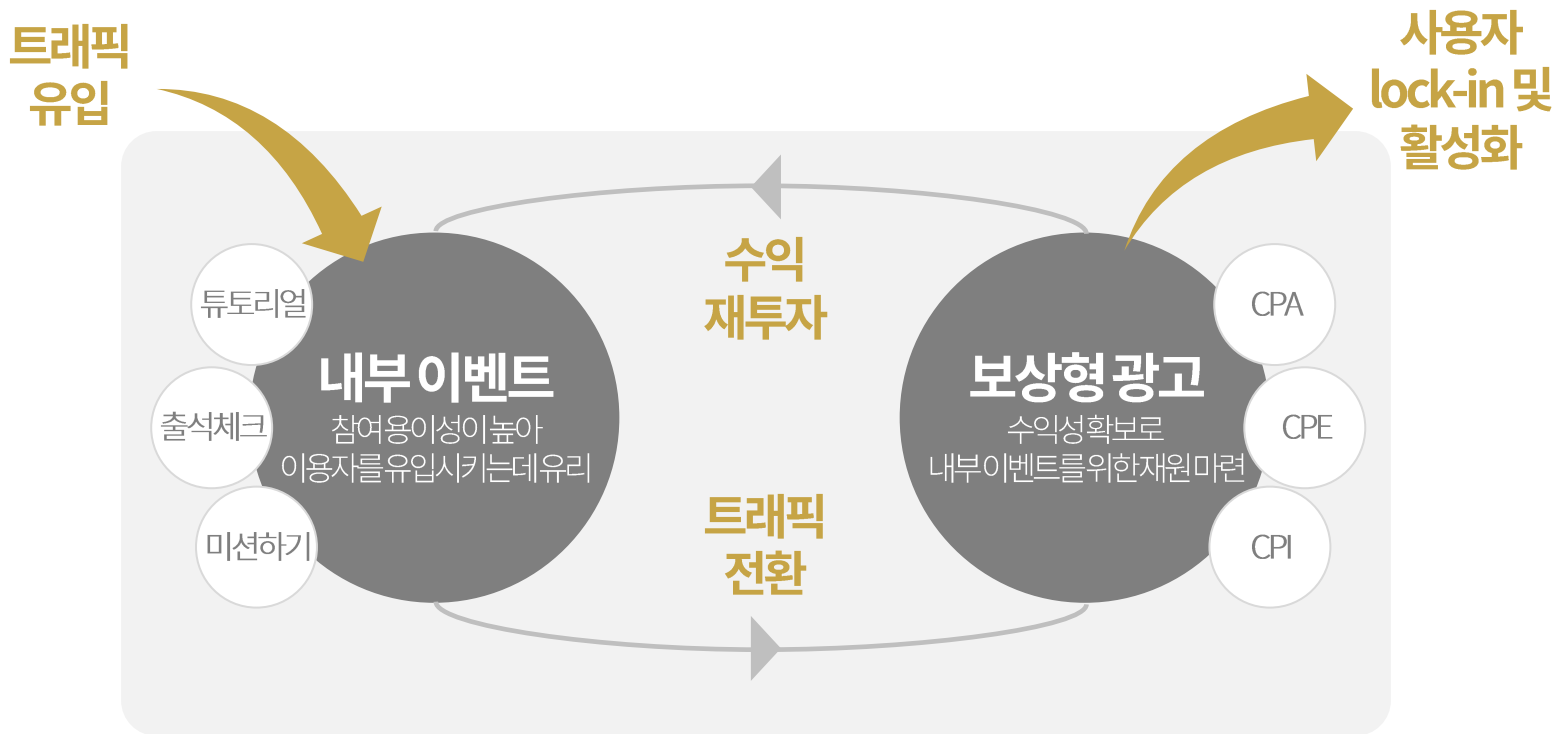 트래픽
유입
사용자
lock-in 및
활성화
수익
재투자
튜토리얼
출석체크
미션하기
내부 이벤트
참여 용이성이 높아
이용자를 유입시키는데 유리
보상형 광고
수익성 확보로
내부 이벤트를 위한 재원 마련
CPA
CPE
CPI
트래픽
전환